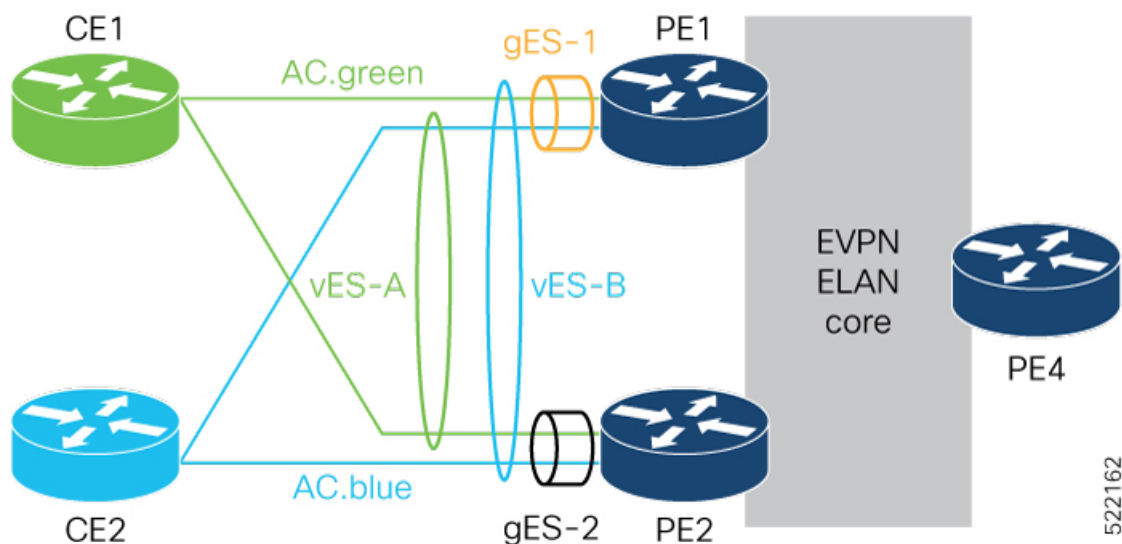 CE1
PE1
gES-1
AC.green
vES-A
vES-B
EVPN
ELAN
core
PE4
AC.blue
CE2
gES-2
PE2
522162